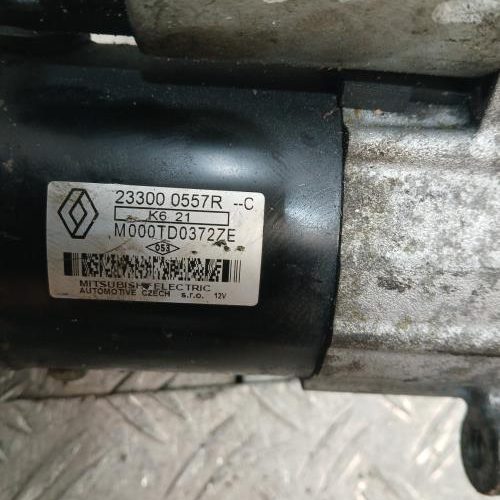 23300 0557R --C
K6 21
M000TD0372ZE
053
MITSUBISHI ELECTRIC
AUTOMOTIVE CZECH s.r.o. 12V